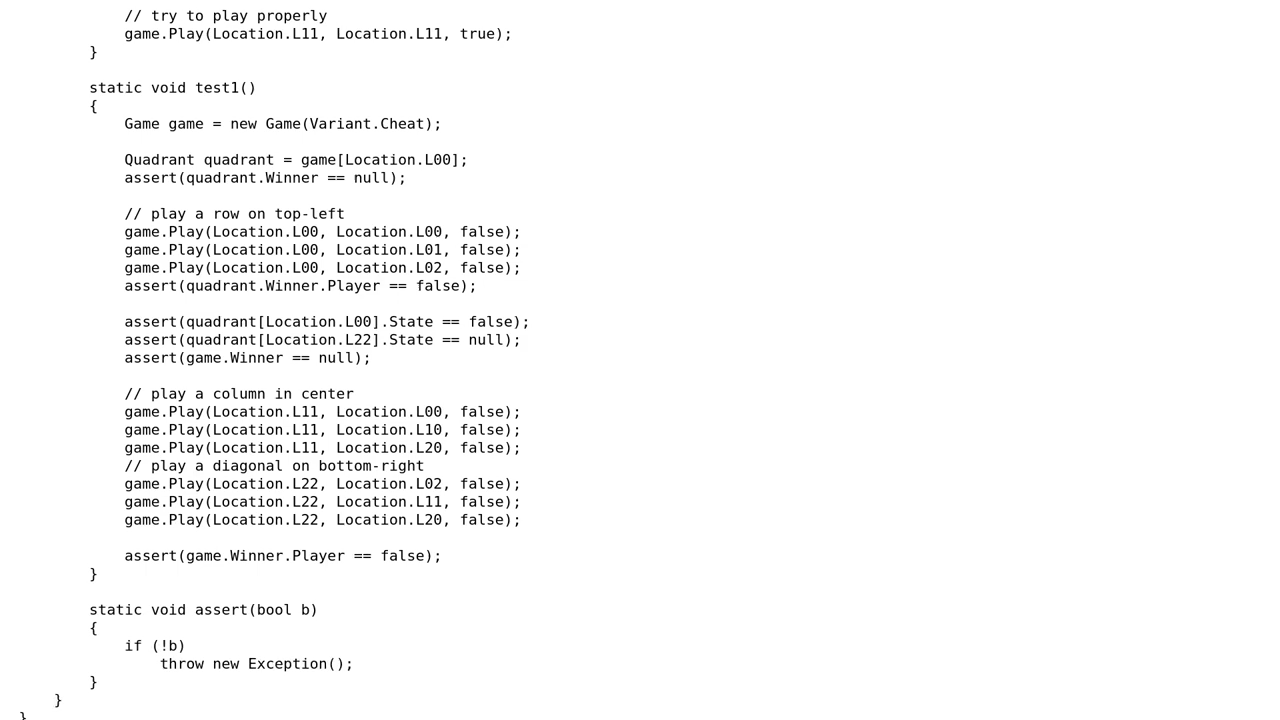 // try to play properly
game.Play(Location.L11, Location.L11, true);
}
static void test1()
{
Game game = new Game(Variant.Cheat);
Quadrant quadrant = game[Location.L00];
assert(quadrant.Winner == null);
// play a row on top-left
game.Play(Location.L00, Location.L00, false);
game.Play(Location.L00, Location.L01, false);
game.Play(Location.L00, Location.L02, false);
assert(quadrant.Winner.Player == false);
assert(quadrant[Location.L00].State == false);
assert(quadrant[Location.L22].State == null);
assert(game.Winner == null);
// play a column in center
game.Play(Location.L11, Location.L00, false);
game.Play(Location.L11, Location.L10, false);
game.Play(Location.L11, Location.L20, false);
// play a diagonal on bottom-right
game.Play(Location.L22, Location.L02, false);
game.Play(Location.L22, Location.L11, false);
game.Play(Location.L22, Location.L20, false);
assert(game.Winner.Player == false);
}
static void assert(bool b)
{
if (!b)
throw new Exception();
}
}
}